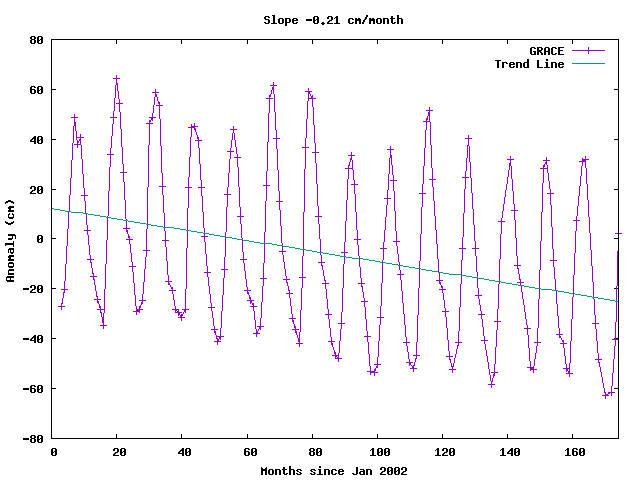 Slope -0.21 cm/month
80
GRACE
Trend Line
60
40
20
0
-20
-40
-60
-80
Anomaly (cm)
0 20 40 60 80 100 120 140 160
Months since Jan 2002